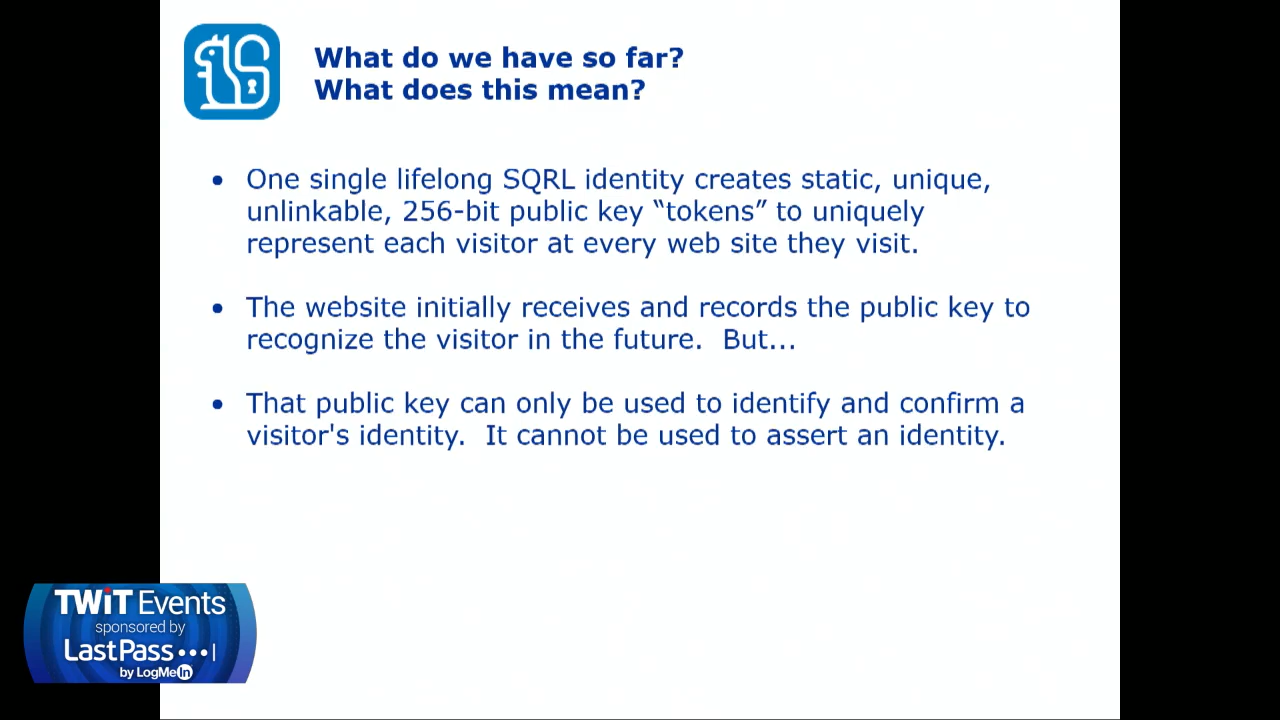 What do we have so far?
What does this mean?
• One single lifelong SQRL identity creates static, unique,
unlinkable, 256-bit public key “tokens” to uniquely
represent each visitor at every web site they visit.
• The website initially receives and records the public key to
recognize the visitor in the future.  But...
• That public key can only be used to identify and confirm a
visitor's identity.  It cannot be used to assert an identity.
TWiT Events
sponsored by
LastPass •••|
by LogMeIn